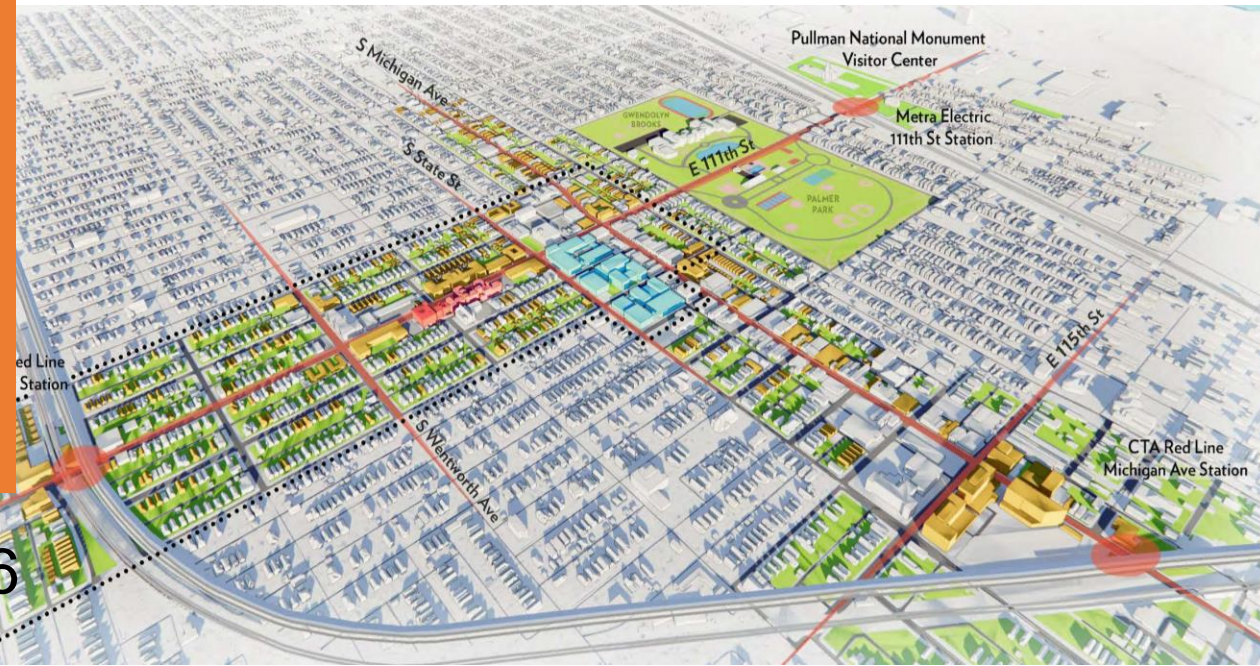 Pullman National Monument
Visitor Center
S Michigan Ave
Metra Electric
111th St Station
GWENDOLYN
BROOKS
E 111th St
S State St
PALMER
PARK
E 115th St
ed Line
Station
S Wentworth Ave
CTA Red Line
Michigan Ave Station
6